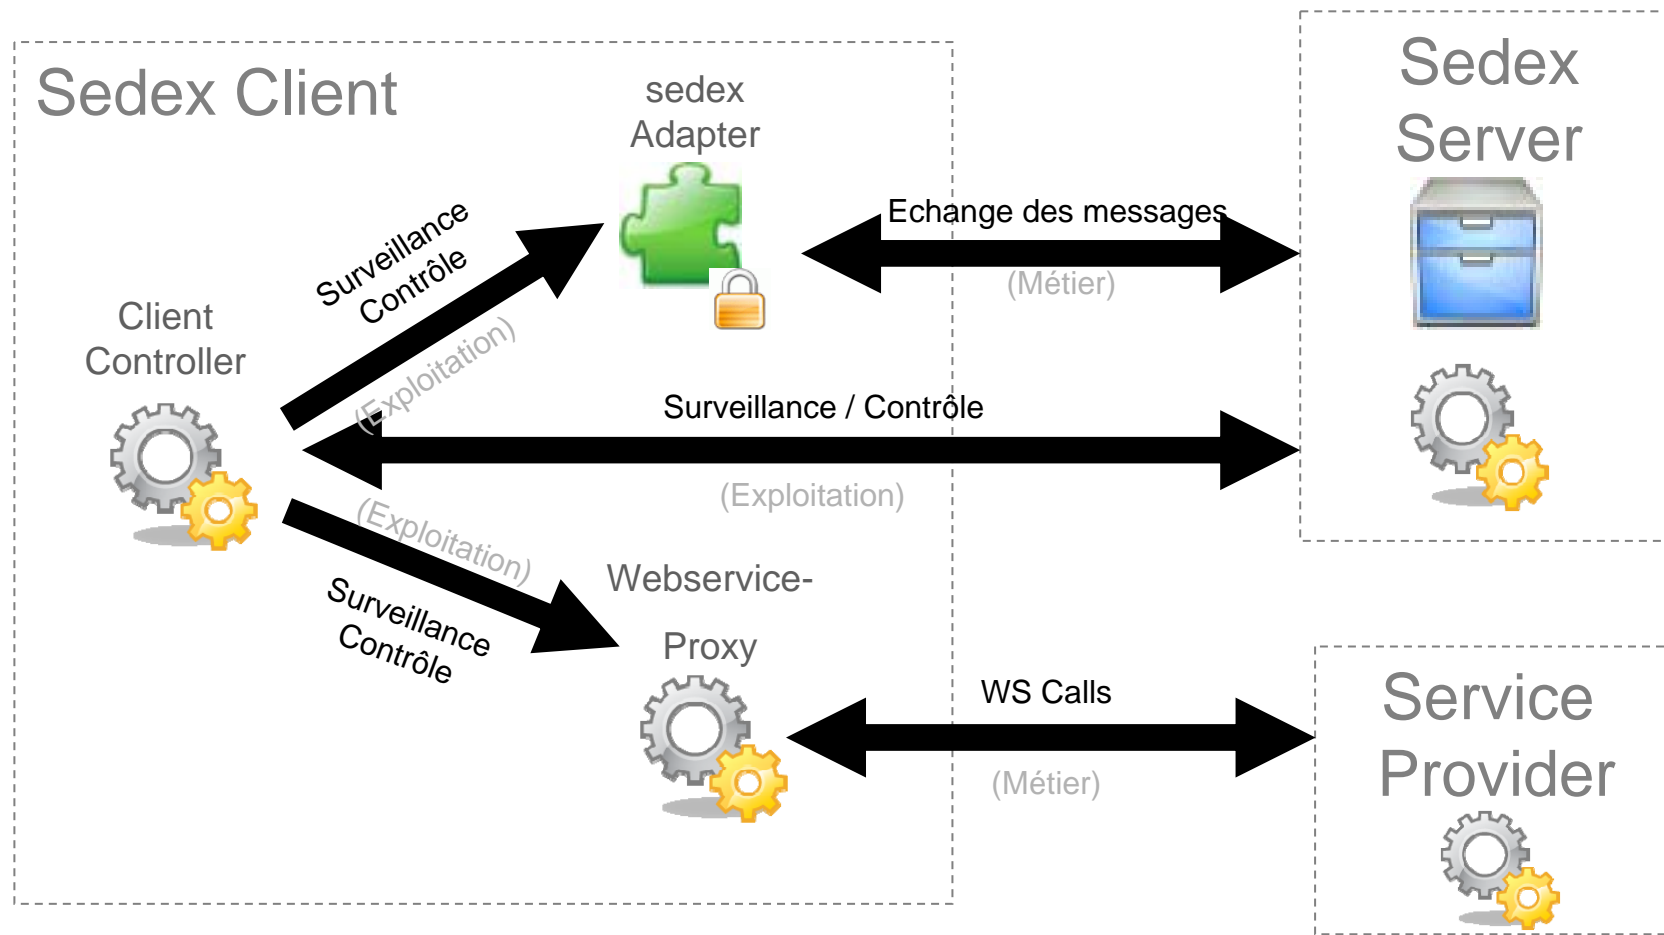 Sedex Client
sedex
Adapter
Sedex
Server
Echange des messages
(Métier)
Surveillance
Contrôle
(Exploitation)
Client
Controller
Surveillance / Contrôle
(Exploitation)
(Exploitation)
Surveillance
Contrôle
Webservice-
Proxy
WS Calls
(Métier)
Service
Provider